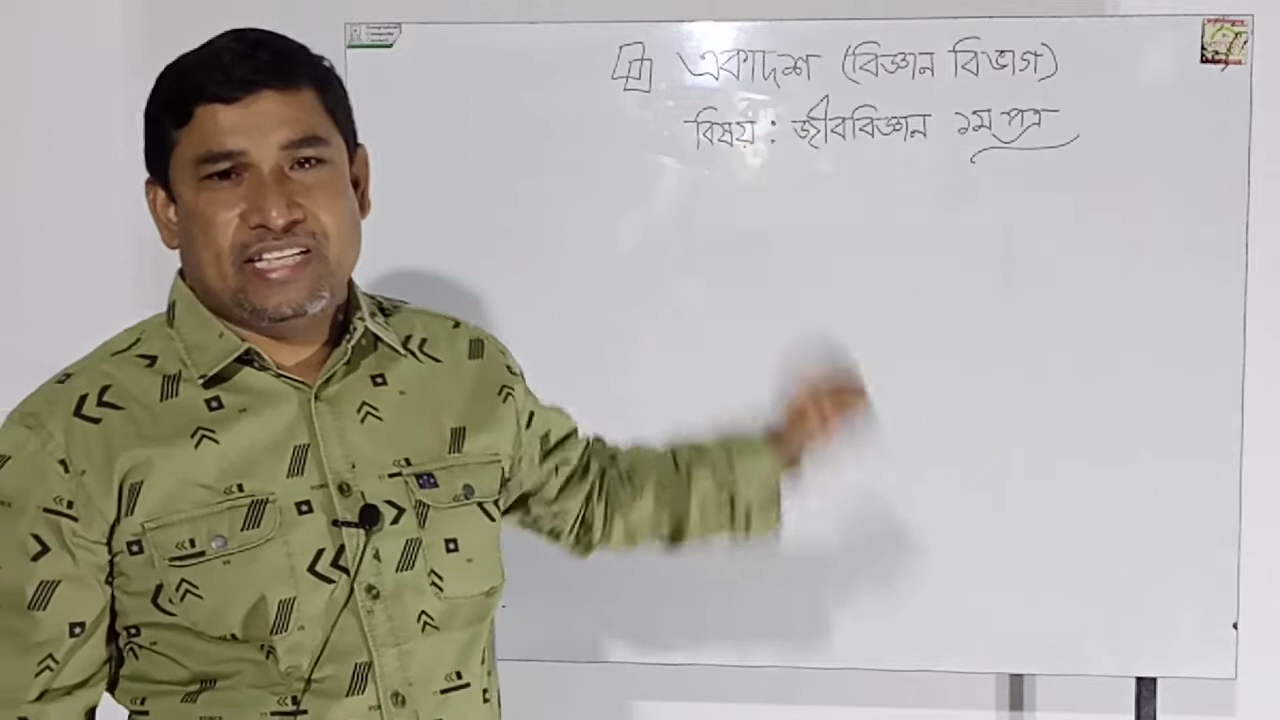 একাদশ (বিজ্ঞান বিভাগ)
বিষয় : জীববিজ্ঞান ১ম পত্র